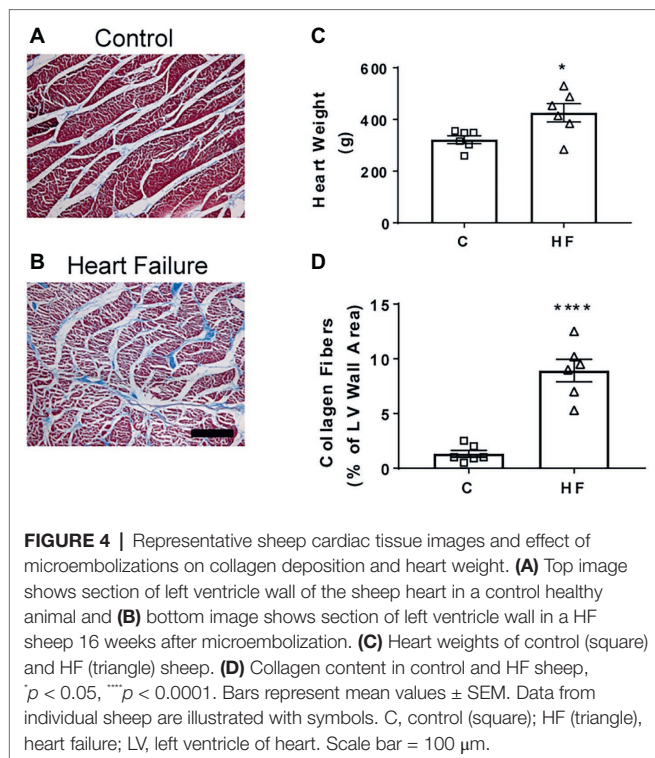 A Control
B Heart Failure
C
Heart Weight
(g)
600
400
200
0
*
C HF
D
Collagen Fibers
(% of LV Wall Area)
15
10
5
0
****
C HF
FIGURE 4 | Representative sheep cardiac tissue images and effect of
microembolizations on collagen deposition and heart weight. (A) Top image
shows section of left ventricle wall of the sheep heart in a control healthy
animal and (B) bottom image shows section of left ventricle wall in a HF
sheep 16 weeks after microembolization. (C) Heart weights of control (square)
and HF (triangle) sheep. (D) Collagen content in control and HF sheep,
*p < 0.05, ****p < 0.0001. Bars represent mean values ± SEM. Data from
individual sheep are illustrated with symbols. C, control (square); HF (triangle),
heart failure; LV, left ventricle of heart. Scale bar = 100 μm.